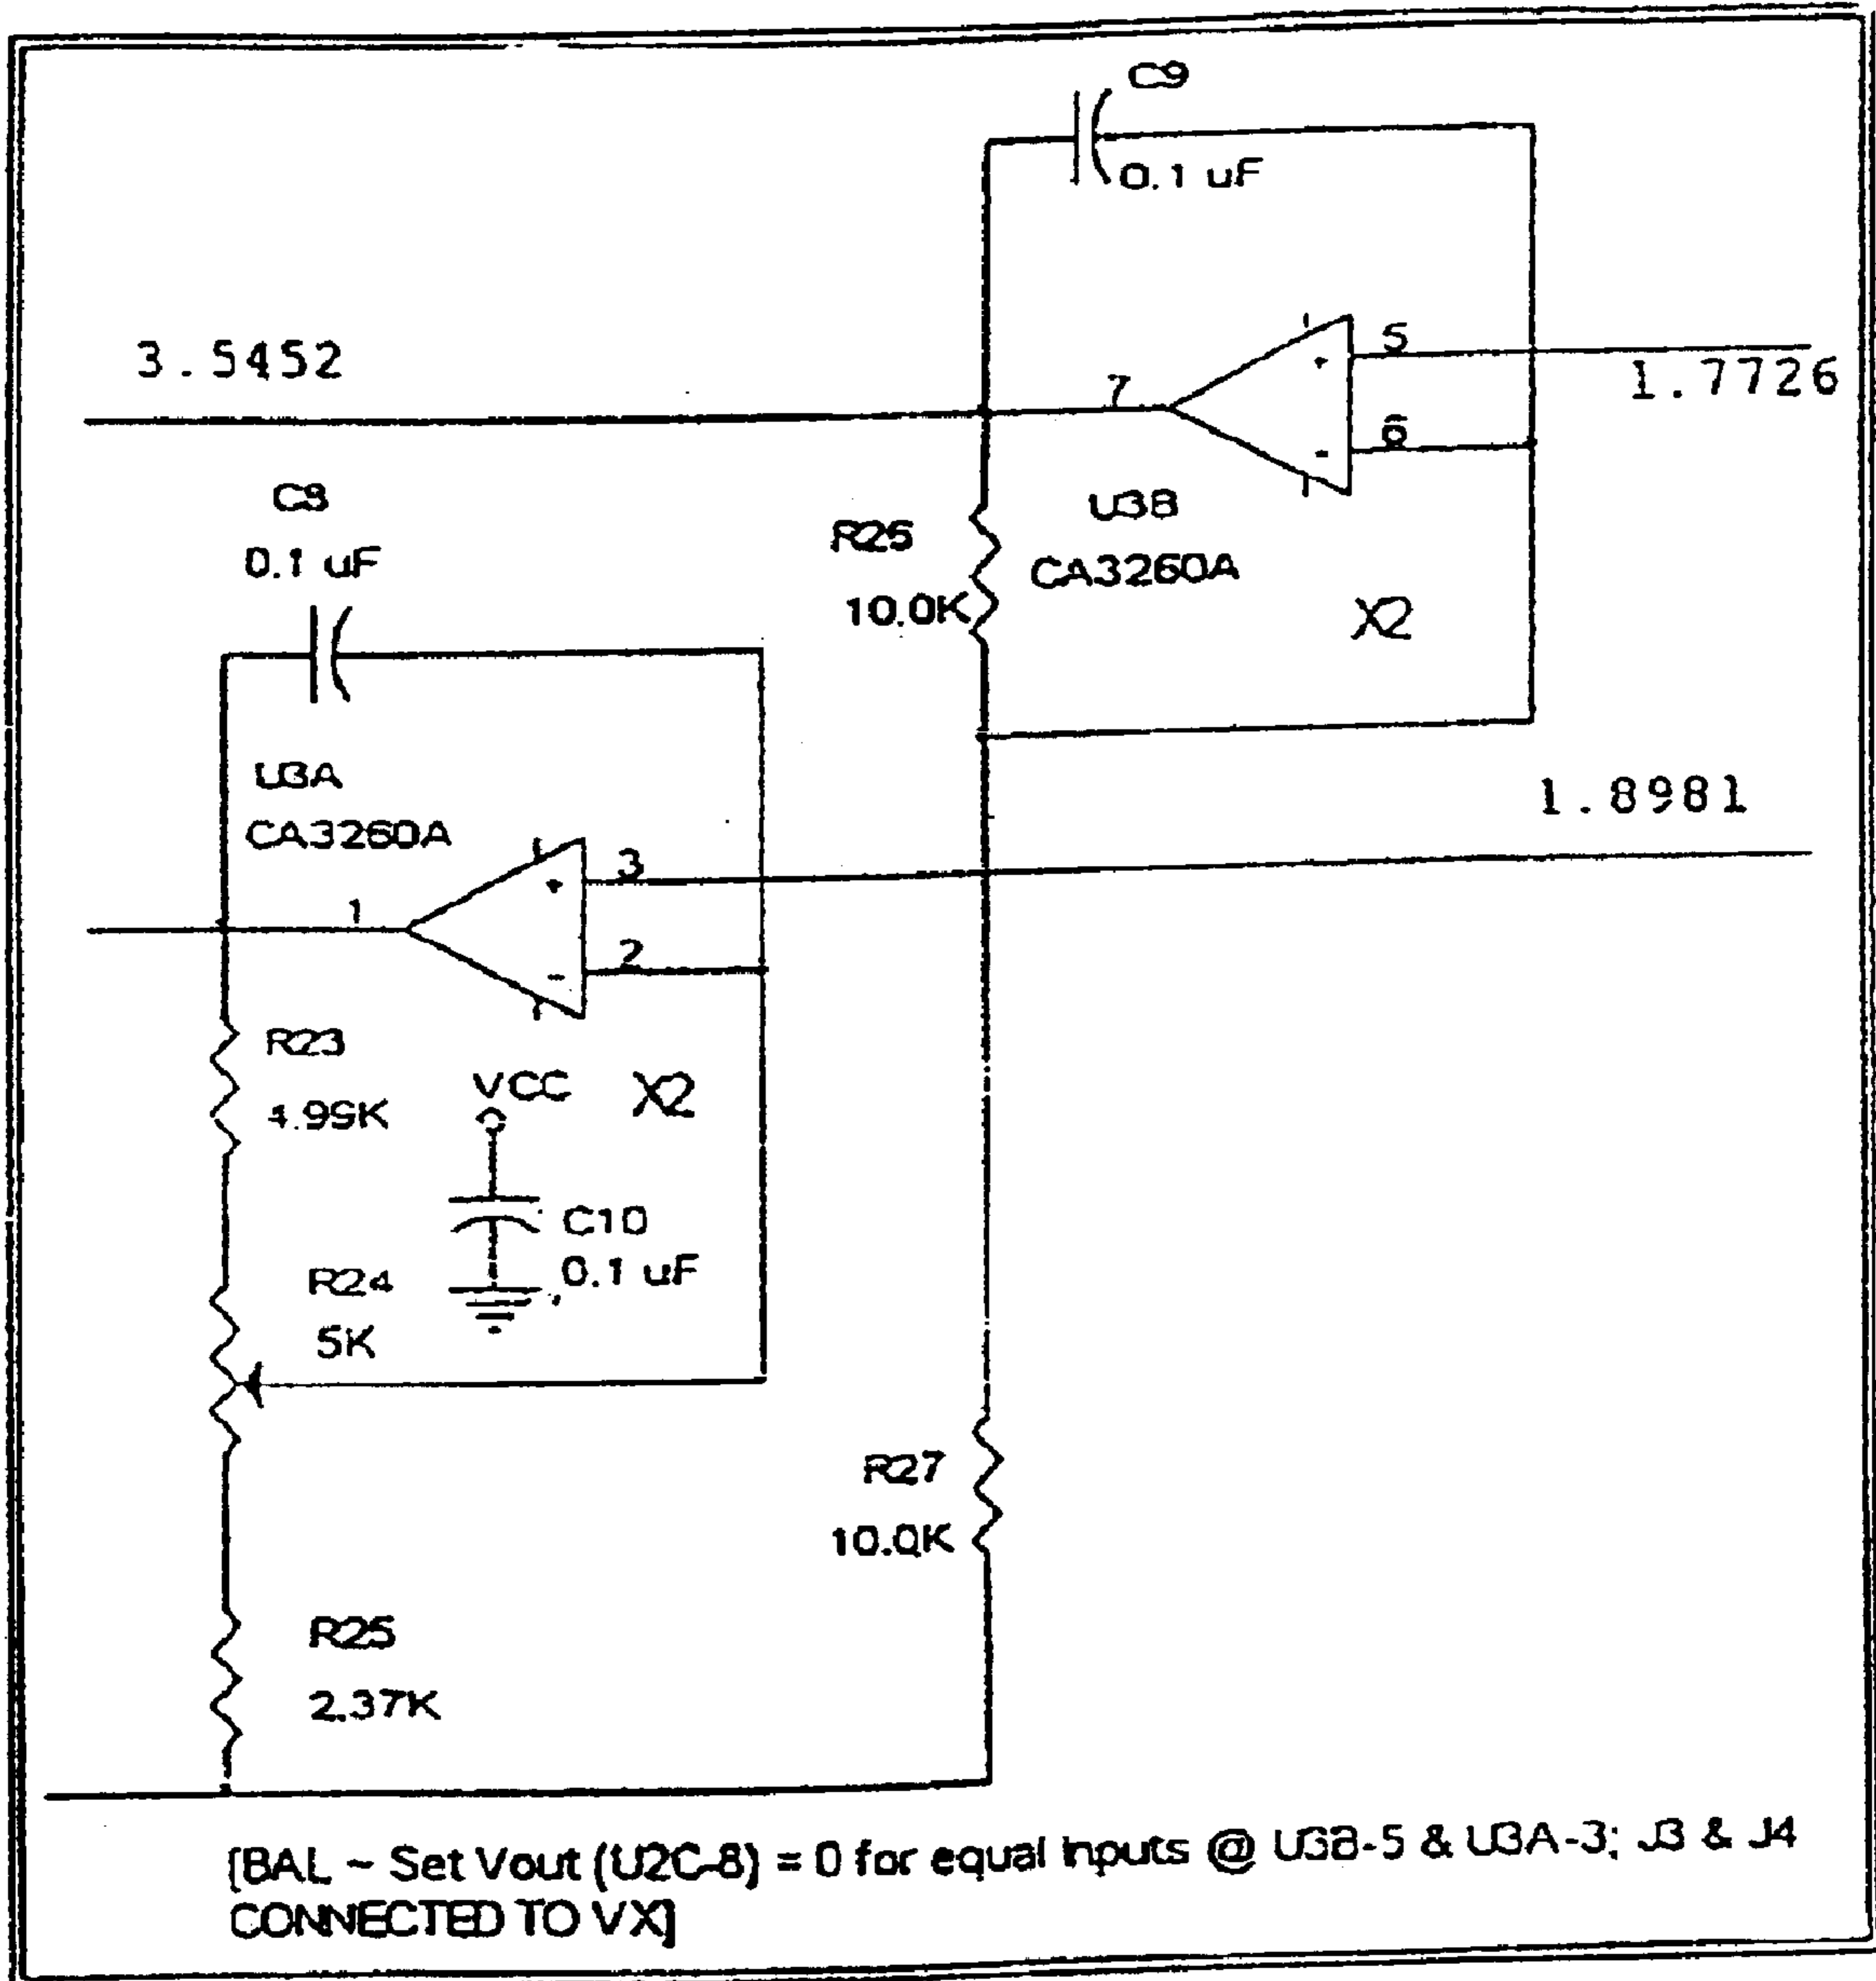 C9
0.1 uF
3.5452
5
1.7726
7
+
6
-
C8
0.1 uF
R26
10.0K
U3B
CA3260A
X2
U3A
CA3260A
1.8981
3
+
1
2
-
R23
4.99K
VCC
X2
C10
0.1 uF
R24
5K
R27
10.0K
R25
2.37K
[BAL - Set Vout (U2C-8) = 0 for equal inputs @ U3B-5 & U3A-3; J3 & J4
CONNECTED TO VX]